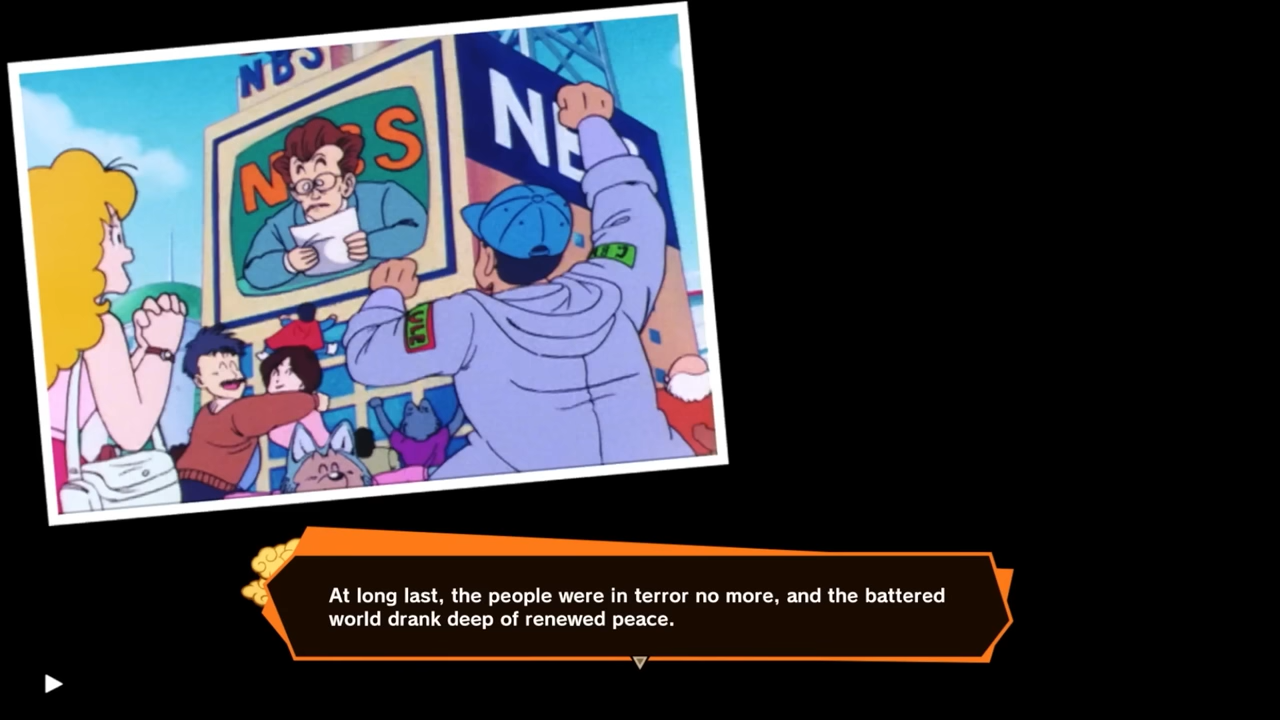 NBS
N S
At long last, the people were in terror no more, and the battered
world drank deep of renewed peace.